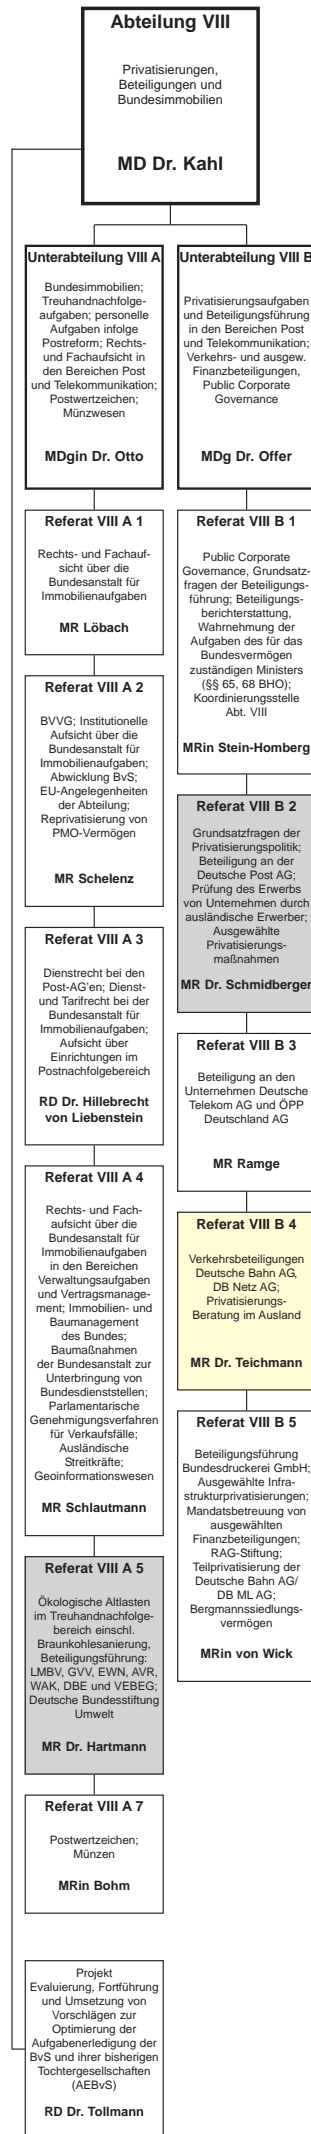 Abteilung VIII
Privatisierungen,
Beteiligungen und
Bundesimmobilien
MD Dr. Kahl
Unterabteilung VIII A
Bundesimmobilien;
Treuhandnachfolge-
aufgaben; personelle
Aufgaben infolge
Postreform; Rechts-
und Fachaufsicht in
den Bereichen Post
und Telekommunikation;
Postwertzeichen;
Münzwesen
MDgin Dr. Otto
Referat VIII A 1
Rechts- und Fachauf-
sicht über die
Bundesanstalt für
Immobilienaufgaben
MR Löbach
Referat VIII A 2
BVVG; Institutionelle
Aufsicht über die
Bundesanstalt für
Immobilienaufgaben;
Abwicklung BvS;
EU-Angelegenheiten
der Abteilung;
Reprivatisierung von
PMO-Vermögen
MR Schelenz
Referat VIII A 3
Dienstrecht bei den
Post-AG'en; Dienst-
und Tarifrecht bei der
Bundesanstalt für
Immobilienaufgaben;
Aufsicht über
Einrichtungen im
Postnachfolgebereich
RD Dr. Hillebrecht
von Liebenstein
Referat VIII A 4
Rechts- und Fach-
aufsicht über die
Bundesanstalt für
Immobilienaufgaben
in den Bereichen
Verwaltungsaufgaben
und Vertragsmanage-
ment; Immobilien- und
Baumanagement
des Bundes;
Baumaßnahmen
der Bundesanstalt zur
Unterbringung von
Bundesdienststellen;
Parlamentarische
Genehmigungsverfahren
für Verkaufsfälle;
Ausländische
Streitkräfte;
Geoinformationswesen
MR Schlautmann
Referat VIII A 5
Ökologische Altlasten
im Treuhandnachfolge-
bereich einschl.
Braunkohlesanierung,
Beteiligungsführung:
LMBV, GVV, EWN, AVR,
WAK, DBE und VEBEG;
Deutsche Bundesstiftung
Umwelt
MR Dr. Hartmann
Referat VIII A 7
Postwertzeichen;
Münzen
MRin Bohm
Projekt
Evaluierung, Fortführung
und Umsetzung von
Vorschlägen zur
Optimierung der
Aufgabenerledigung der
BvS und ihrer bisherigen
Tochtergesellschaften
(AEBvS)
RD Dr. Tollmann
Unterabteilung VIII B
Privatisierungsaufgaben
und Beteiligungsführung
in den Bereichen Post
und Telekommunikation;
Verkehrs- und ausgew.
Finanzbeteiligungen,
Public Corporate
Governance
MDg Dr. Offer
Referat VIII B 1
Public Corporate
Governance, Grundsatz-
fragen der Beteiligungs-
führung; Beteiligungs-
berichterstattung,
Wahrnehmung der
Aufgaben des für das
Bundesvermögen
zuständigen Ministers
(§§ 65, 68 BHO);
Koordinierungsstelle
Abt. VIII
MRin Stein-Homberg
Referat VIII B 2
Grundsatzfragen der
Privatisierungspolitik;
Beteiligung an der
Deutsche Post AG;
Prüfung des Erwerbs
von Unternehmen durch
ausländische Erwerber;
Ausgewählte
Privatisierungs-
maßnahmen
MR Dr. Schmidberger
Referat VIII B 3
Beteiligung an den
Unternehmen Deutsche
Telekom AG und ÖPP
Deutschland AG
MR Ramge
Referat VIII B 4
Verkehrsbeteiligungen
Deutsche Bahn AG,
DB Netz AG;
Privatisierungs-
Beratung im Ausland
MR Dr. Teichmann
Referat VIII B 5
Beteiligungsführung
Bundesdruckerei GmbH;
Ausgewählte Infra-
strukturprivatisierungen;
Mandatsbetreuung von
ausgewählten
Finanzbeteiligungen;
RAG-Stiftung;
Teilprivatisierung der
Deutsche Bahn AG/
DB ML AG;
Bergmannssiedlungs-
vermögen
MRin von Wick